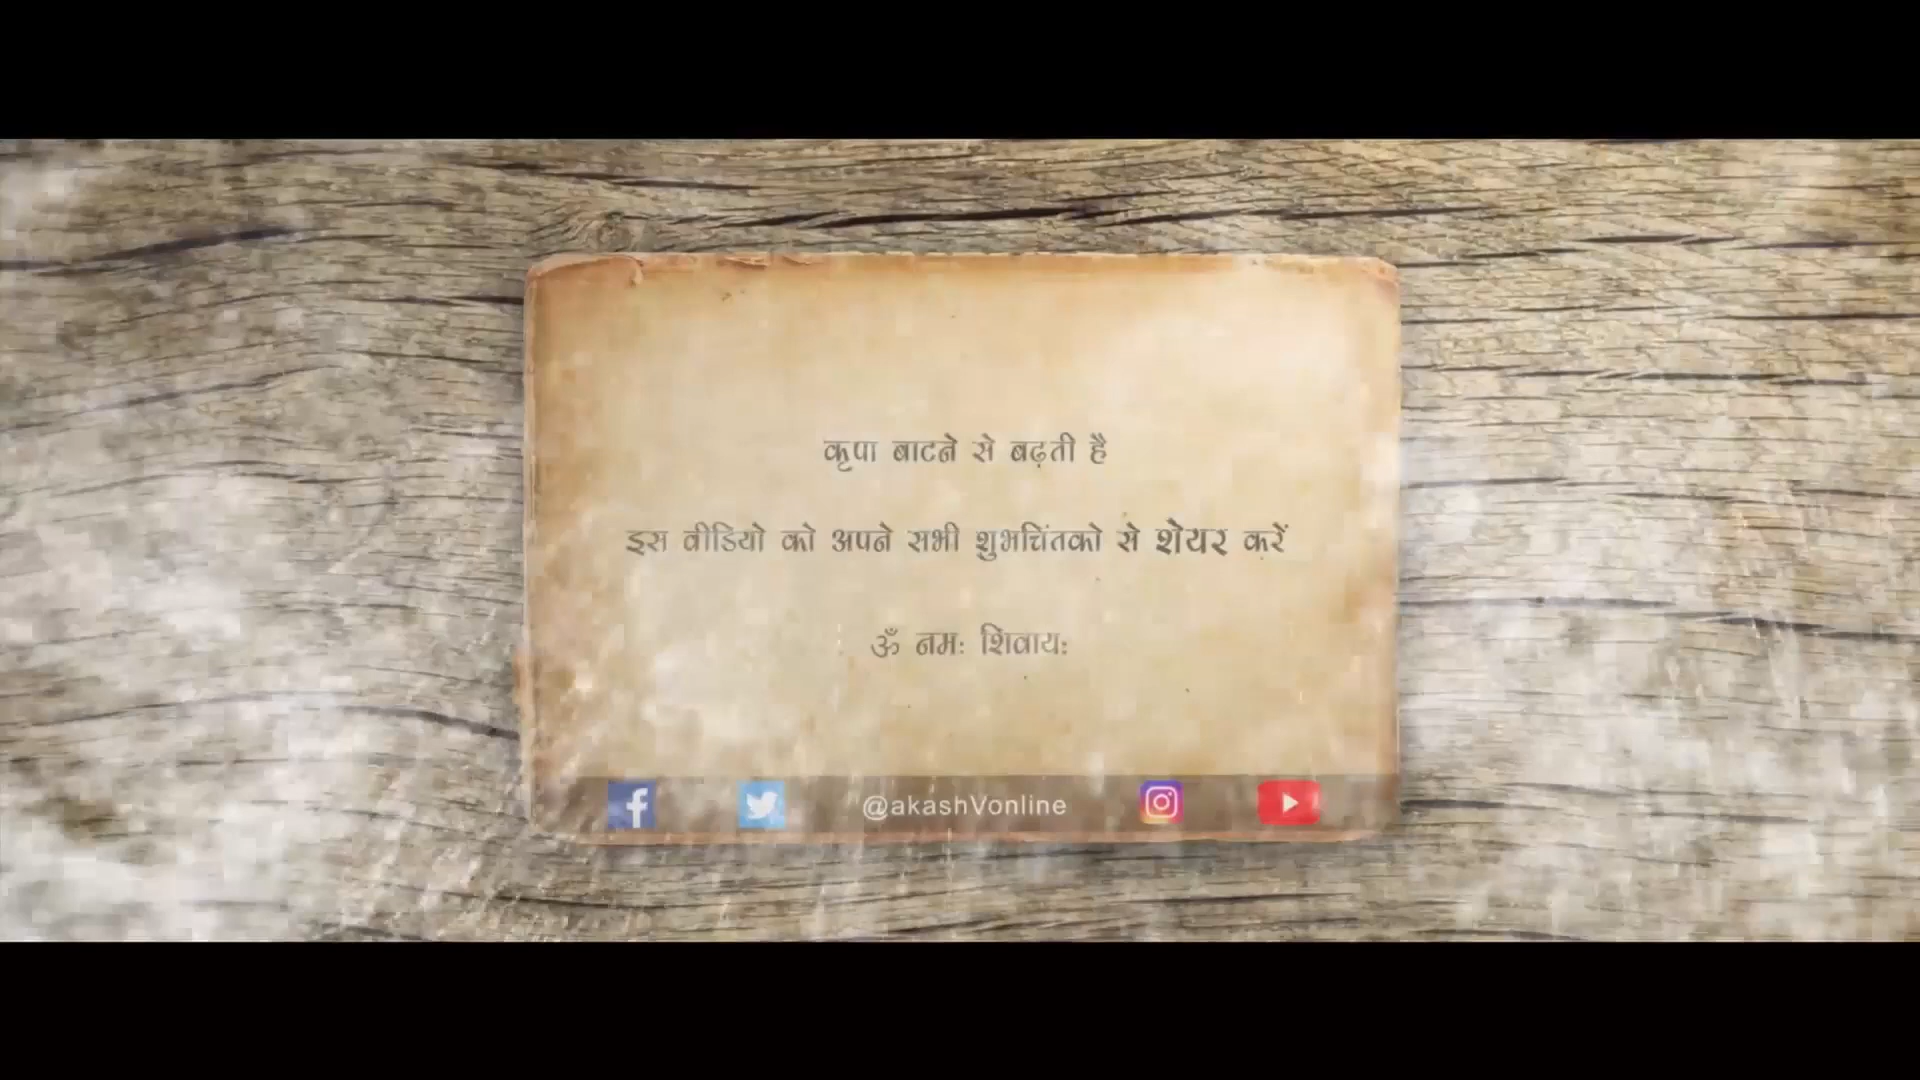 कृपा बाटने से बढ़ती है
इस वीडियो को अपने सभी शुभचिंतको से शेयर करें
ॐ नमः शिवायः
@akashVonline